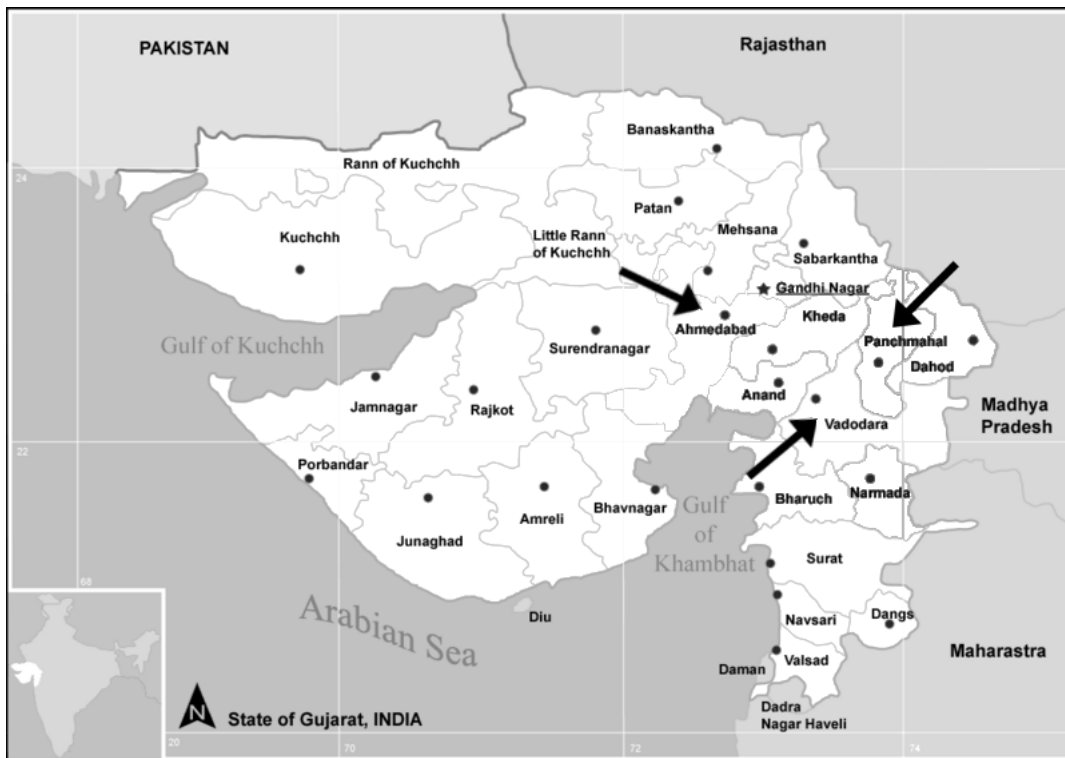 PAKISTAN
Rajasthan
Banaskantha
Rann of Kuchchh
24
Patan
Mehsana
Kuchchh
Little Rann
of Kuchchh
Sabarkantha
Gandhi Nagar
Ahmedabad
Kheda
Gulf of Kuchchh
Surendranagar
Panchmahal
Dahod
Jamnagar
Rajkot
Anand
Madhya
Pradesh
Vadodara
22
Porbandar
Bharuch
Narmada
Amreli
Bhavnagar
Gulf
of
Khambhat
Junaghad
Surat
68
Arabian Sea
Diu
Navsari
Dangs
Maharastra
Daman
Valsad
Dadra
Nagar Haveli
N
State of Gujarat, INDIA
20
70
72
74